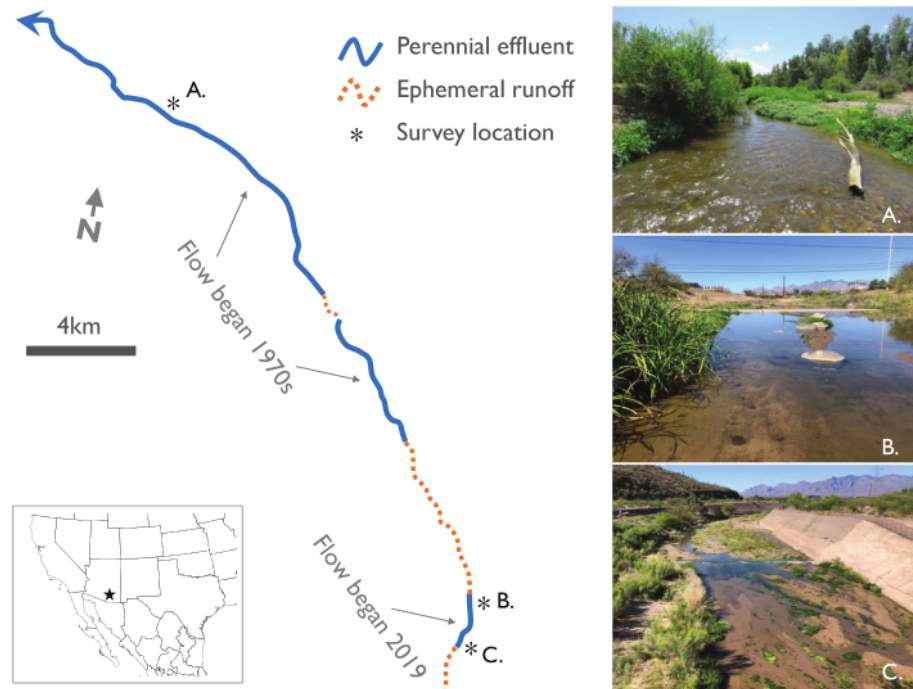 Perennial effluent
Ephemeral runoff
* Survey location
A.
N
4km
Flow began 1970s
Flow began 2019
B.
C.
A.
B.
C.